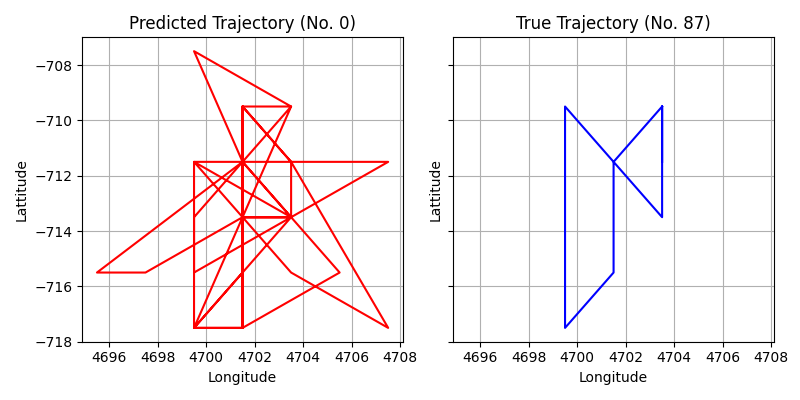 Predicted Trajectory (No. 0)
True Trajectory (No. 87)
−708
−710
−712
−714
−716
−718
Lattitude
Lattitude
4696 4698 4700 4702 4704 4706 4708
4696 4698 4700 4702 4704 4706 4708
Longitude
Longitude